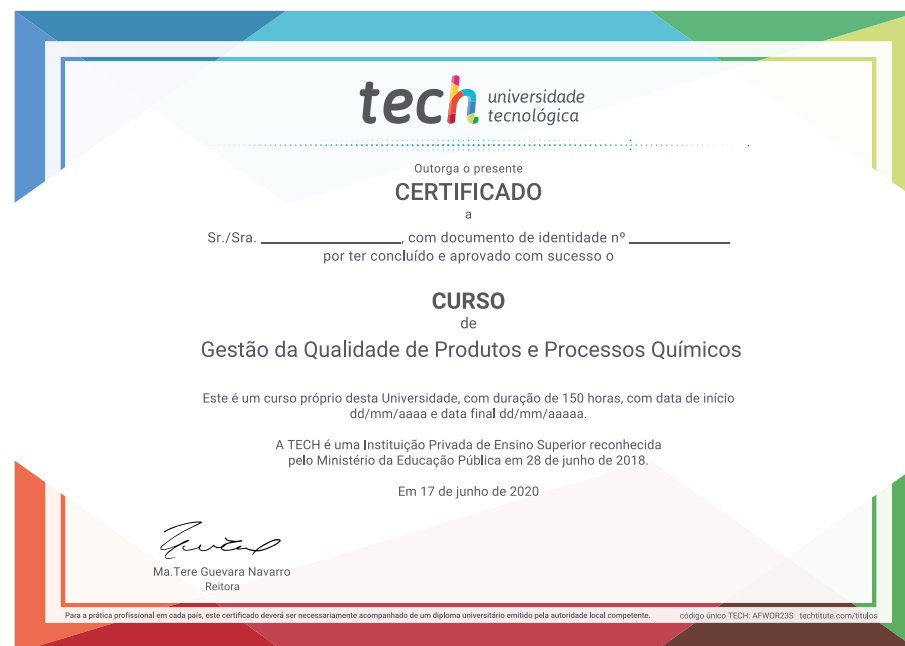 tech universidade
tecnológica
Outorga o presente
CERTIFICADO
a
Sr./Sra. ________________, com documento de identidade nº ____________
por ter concluído e aprovado com sucesso o
CURSO
de
Gestão da Qualidade de Produtos e Processos Químicos
Este é um curso próprio desta Universidade, com duração de 150 horas, com data de início
dd/mm/aaaa e data final dd/mm/aaaaa.
A TECH é uma Instituição Privada de Ensino Superior reconhecida
pelo Ministério da Educação Pública em 28 de junho de 2018.
Em 17 de junho de 2020
Ma.Tere Guevara Navarro
Reitora
Para a prática profissional em cada país, este certificado deverá ser necessariamente acompanhado de um diploma universitário emitido pela autoridade local competente.
código único TECH: AFWOR23S techtitute.com/titulos